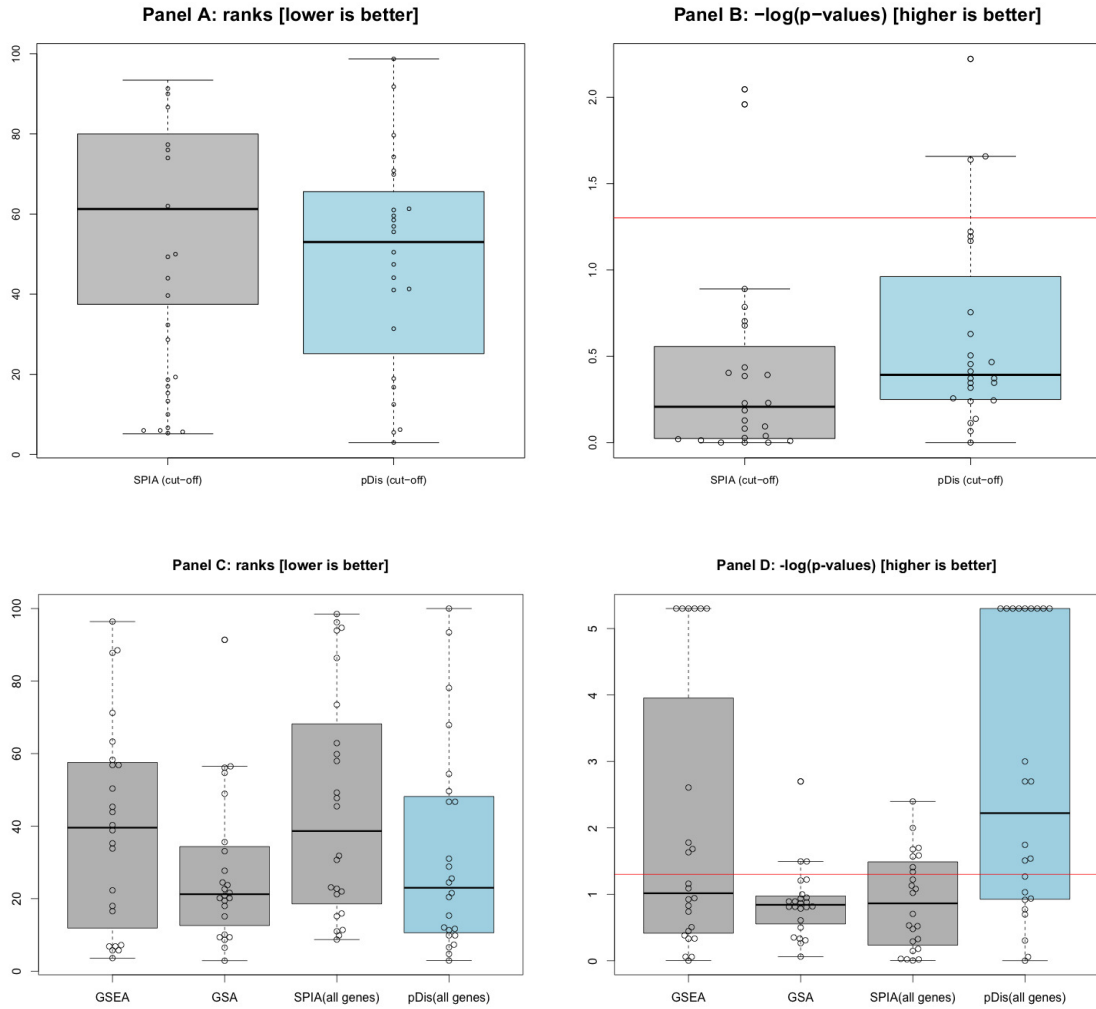 Panel A: ranks [lower is better]
100
80
60
40
20
0
SPIA (cut-off)
pDis (cut-off)
Panel B: −log(p−values) [higher is better]
2.0
1.5
1.0
0.5
0.0
SPIA (cut−off)
pDis (cut−off)
Panel C: ranks [lower is better]
100
80
60
40
20
0
GSEA
GSA
SPIA(all genes)
pDis(all genes)
Panel D: -log(p-values) [higher is better]
5
4
3
2
1
0
GSEA
GSA
SPIA(all genes)
pDis(all genes)